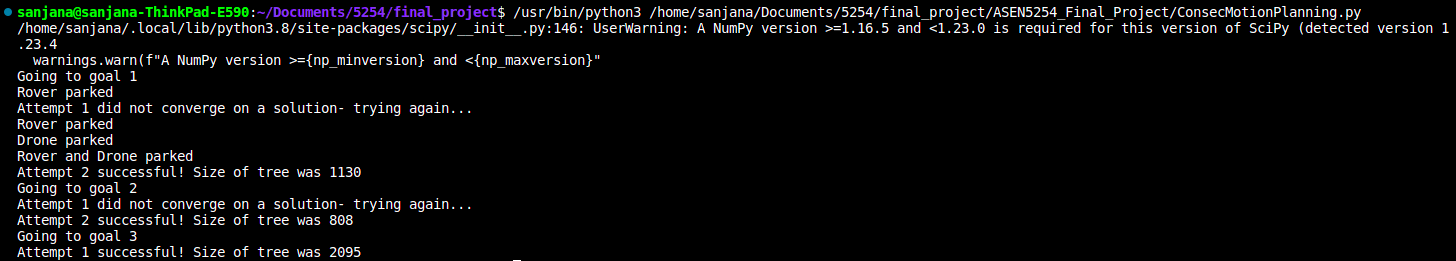 sanjana@sanjana-ThinkPad-E590:~/Documents/5254/final_project$ /usr/bin/python3 /home/sanjana/Documents/5254/final_project/ASEN5254_Final_Project/ConsecMotionPlanning.py
/home/sanjana/.local/lib/python3.8/site-packages/scipy/__init__.py:146: UserWarning: A NumPy version >=1.16.5 and <1.23.0 is required for this version of SciPy (detected version 1
.23.4
  warnings.warn(f"A NumPy version >={np_minversion} and <{np_maxversion}"
Going to goal 1
Rover parked
Attempt 1 did not converge on a solution- trying again...
Rover parked
Drone parked
Rover and Drone parked
Attempt 2 successful! Size of tree was 1130
Going to goal 2
Attempt 1 did not converge on a solution- trying again...
Attempt 2 successful! Size of tree was 808
Going to goal 3
Attempt 1 successful! Size of tree was 2095